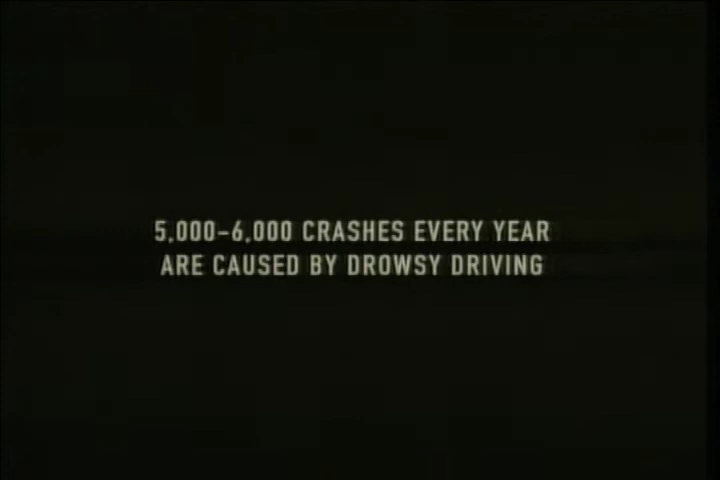 5,000-6,000 CRASHES EVERY YEAR
ARE CAUSED BY DROWSY DRIVING